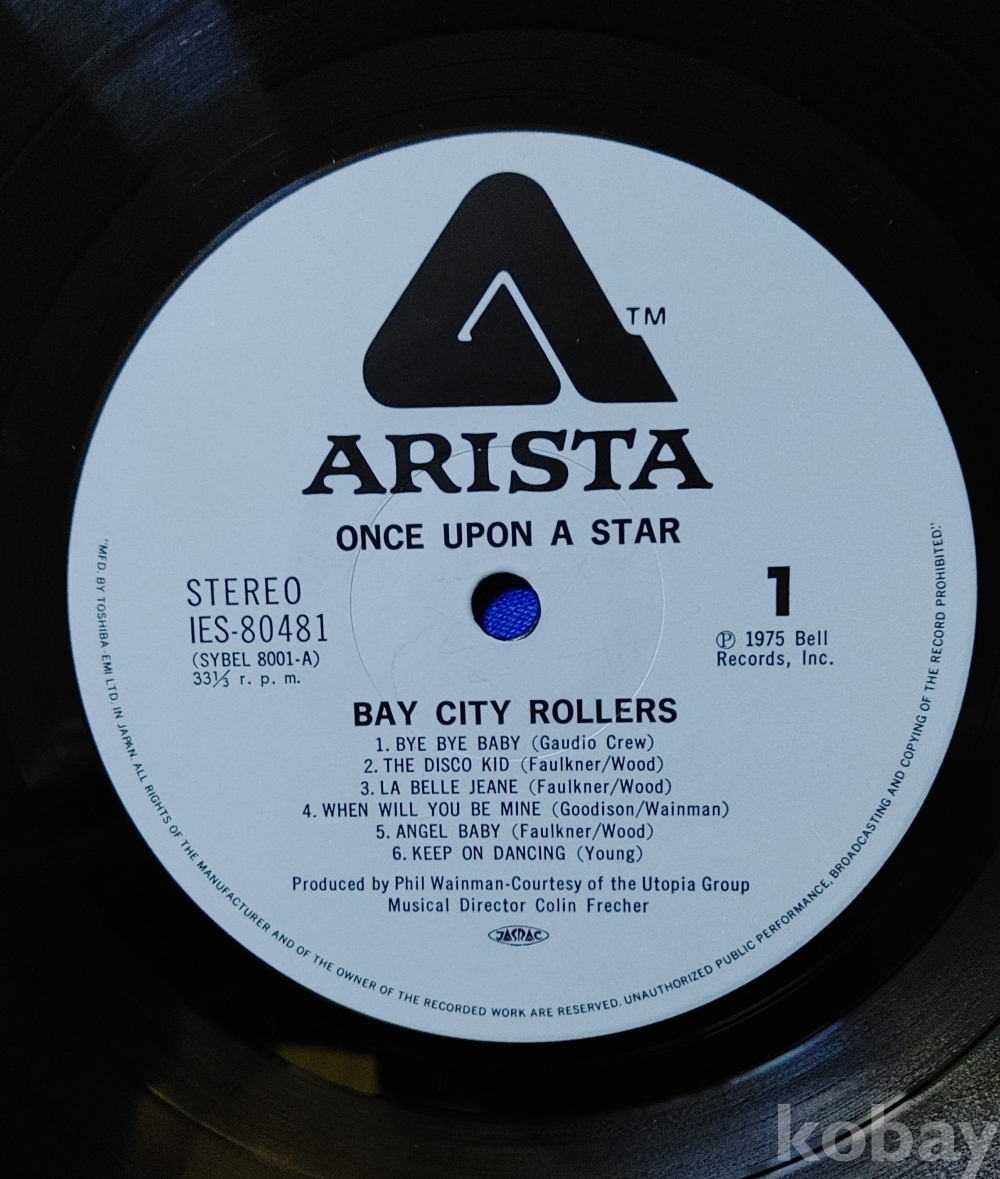 TM
ARISTA
ONCE UPON A STAR
STEREO
IES-80481
(SYBEL 8001-A)
33⅓ r. p. m.
1
℗ 1975 Bell
Records, Inc.
BAY CITY ROLLERS
1. BYE BYE BABY (Gaudio Crew)
2. THE DISCO KID (Faulkner/Wood)
3. LA BELLE JEANE (Faulkner/Wood)
4. WHEN WILL YOU BE MINE (Goodison/Wainman)
5. ANGEL BABY (Faulkner/Wood)
6. KEEP ON DANCING (Young)
Produced by Phil Wainman-Courtesy of the Utopia Group
Musical Director Colin Frecher
JASRAC
"MFD. BY TOSHIBA-EMI LTD. IN JAPAN. ALL RIGHTS OF THE MANUFACTURER AND OF THE OWNER OF THE RECORDED WORK ARE RESERVED. UNAUTHORIZED PUBLIC PERFORMANCE, BROADCASTING AND COPYING OF THE RECORD PROHIBITED."
kobay